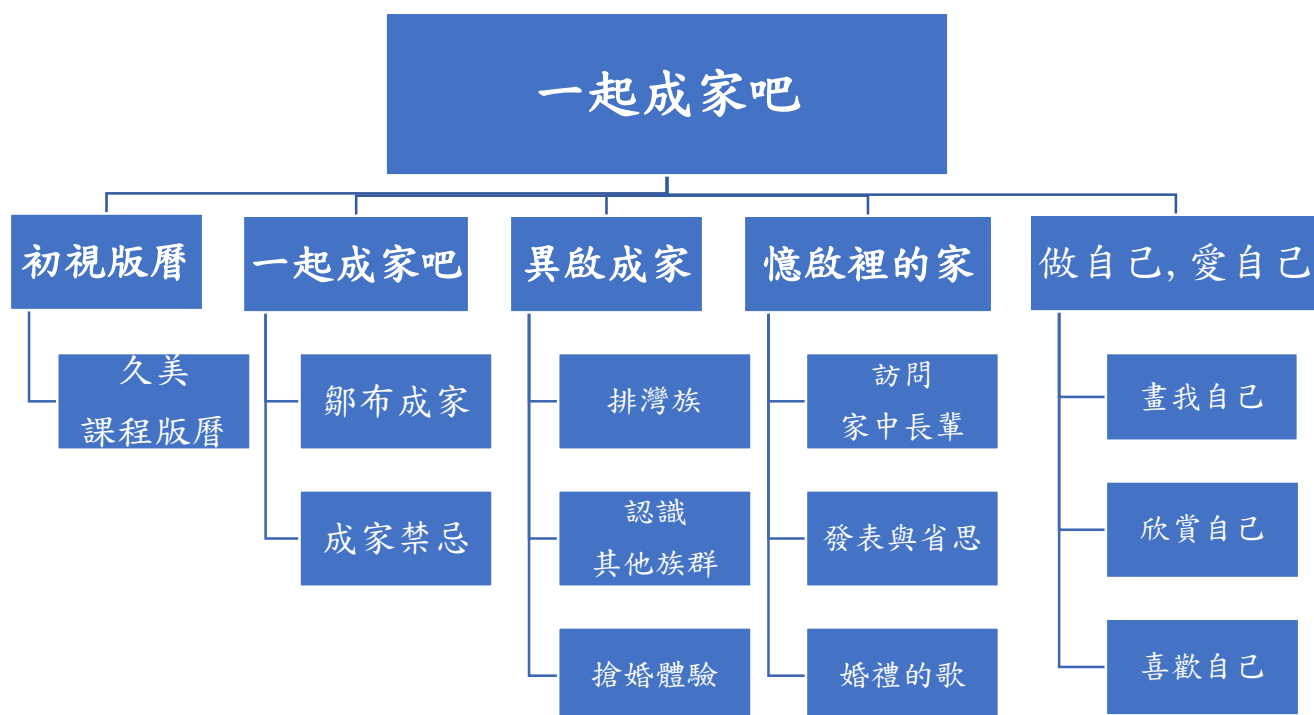 一起成家吧
初視版曆
一起成家吧
異啟成家
憶啟裡的家
做自己, 愛自己
久美
課程版曆
鄒布成家
成家禁忌
排灣族
認識
其他族群
搶婚體驗
訪問
家中長輩
發表與省思
婚禮的歌
畫我自己
欣賞自己
喜歡自己